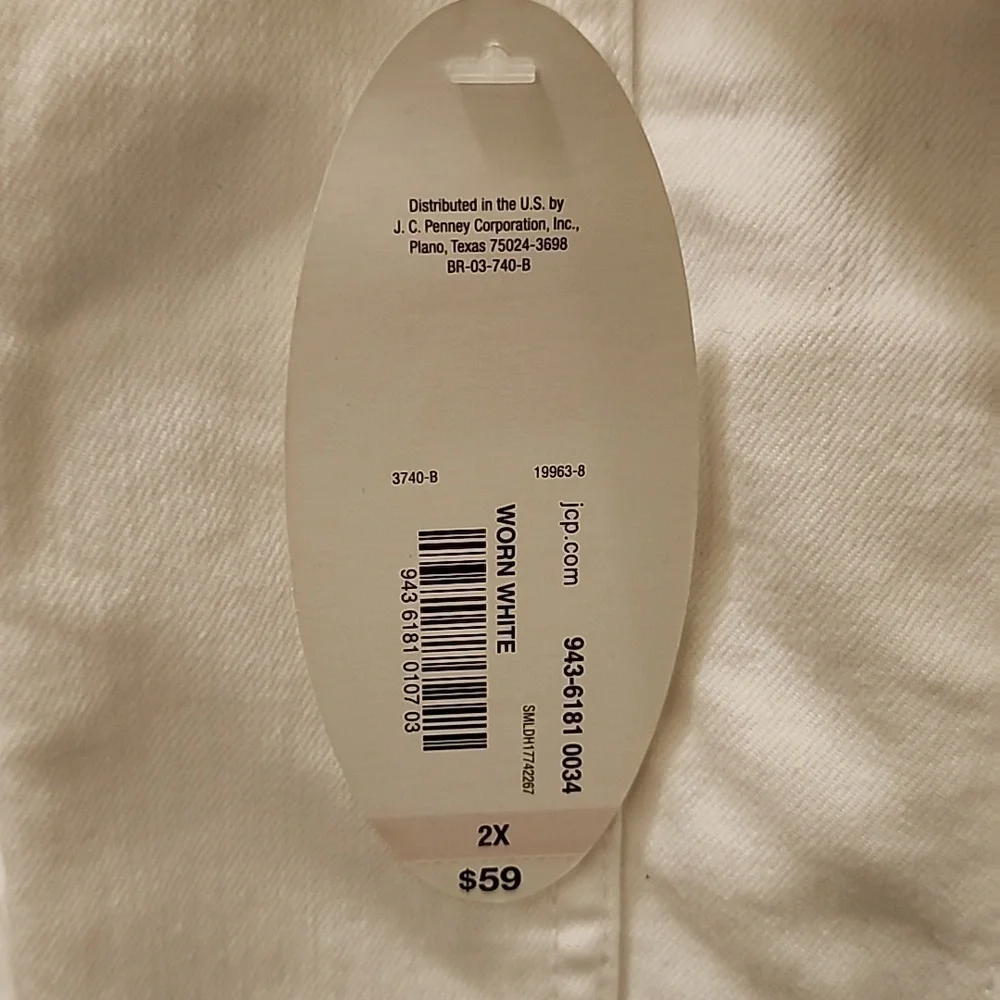 Distributed in the U.S. by
J. C. Penney Corporation, Inc.,
Plano, Texas 75024-3698
BR-03-740-B
3740-B
19963-8
jcp.com
943-6181 0034
SMLDH17742267
WORN WHITE
943 6181 0107 03
2X
$59